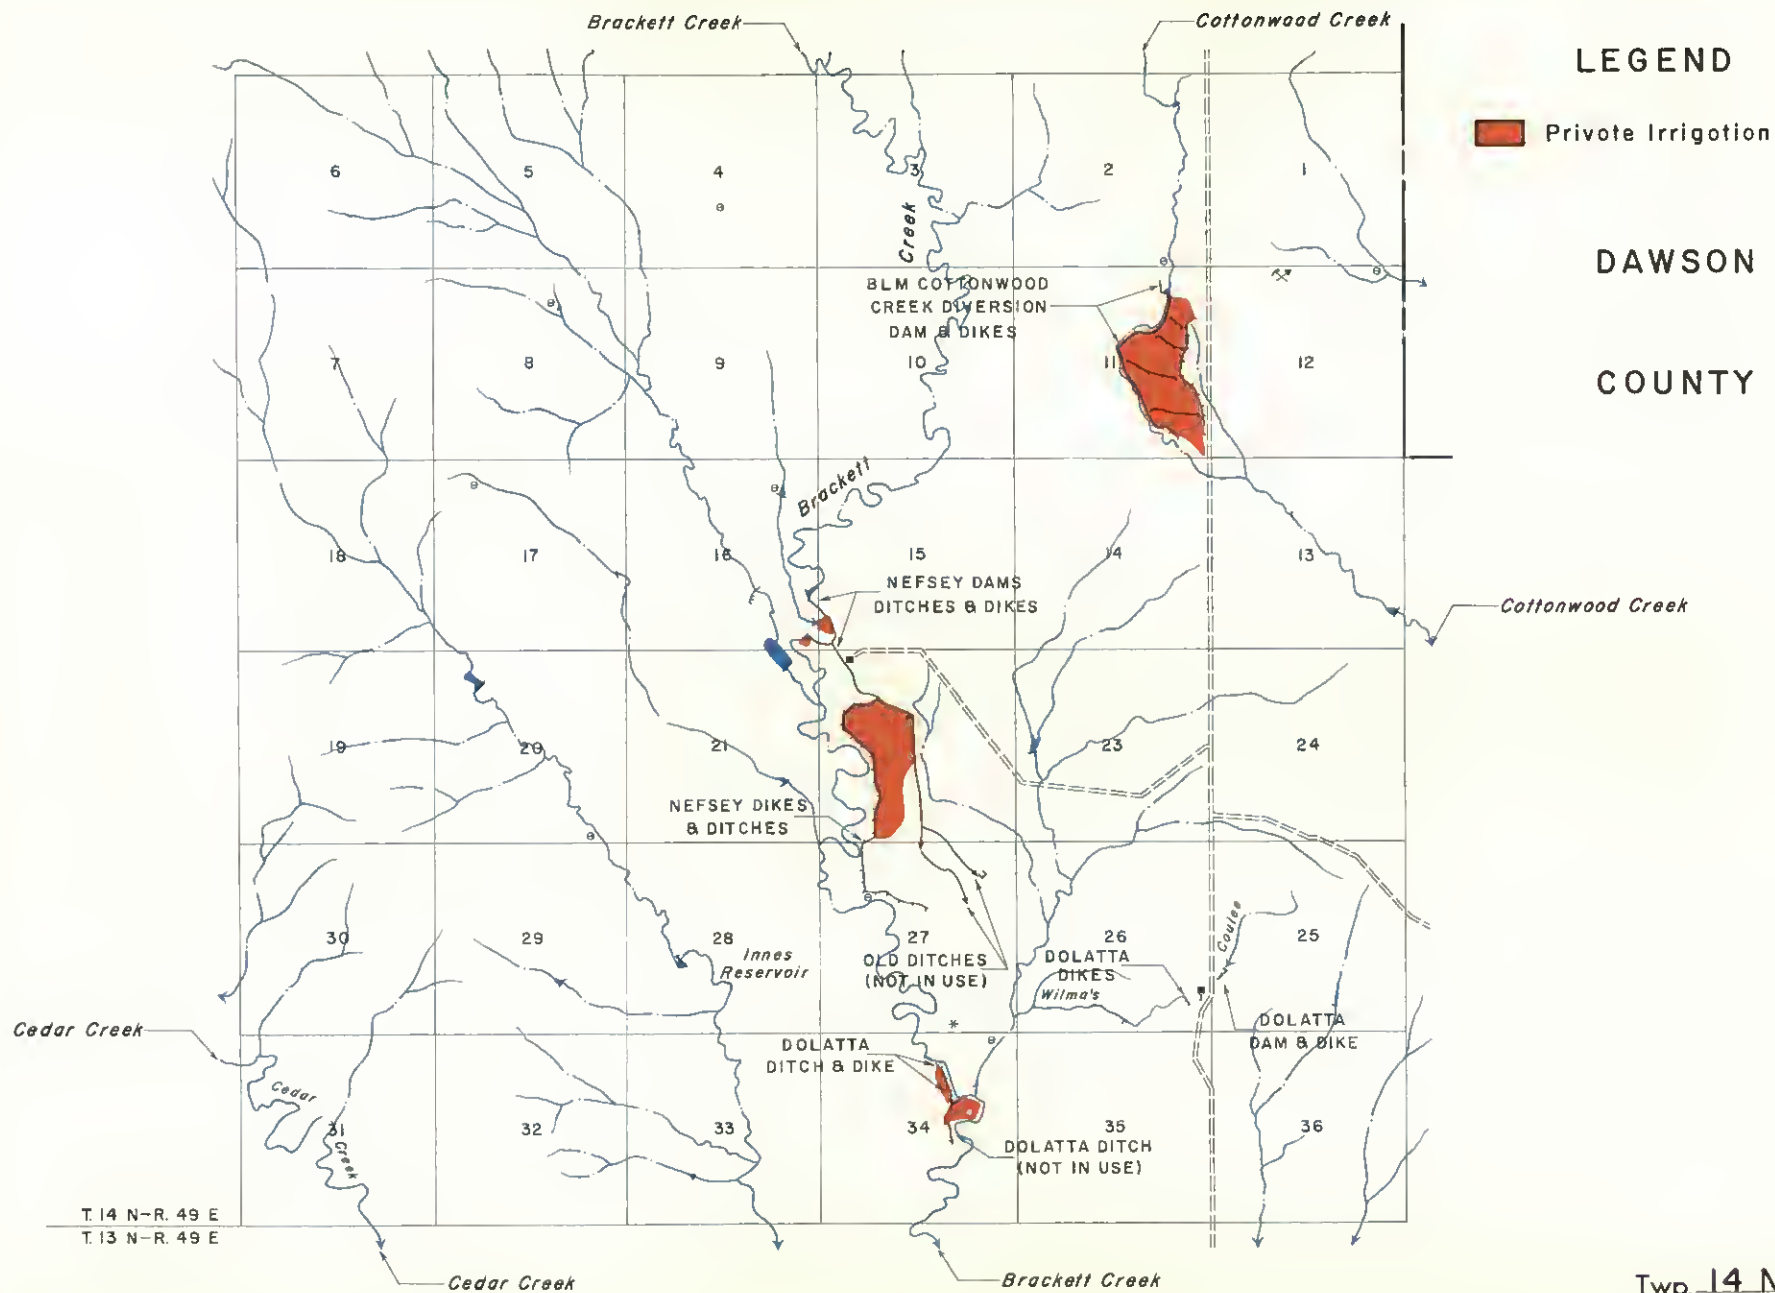 Brackett Creek
Cottonwood Creek
LEGEND
Private Irrigation
DAWSON
COUNTY
6
5
4
3
2
1
Creek
BLM COTTONWOOD
CREEK DIVERSION
DAM & DIKES
7
8
9
10
11
12
Brackett
18
17
16
15
14
13
NEFSEY DAMS
DITCHES & DIKES
Cottonwood Creek
19
20
21
23
24
NEFSEY DIKES
& DITCHES
30
29
28
27
26
25
Innes
Reservoir
OLD DITCHES
(NOT IN USE)
DOLATTA
DIKES
Wilma's
Coulee
DOLATTA
DAM & DIKE
Cedar Creek
Cedar
Creek
DOLATTA
DITCH & DIKE
31
32
33
34
35
36
DOLATTA DITCH
(NOT IN USE)
T. 14 N-R. 49 E
T. 13 N-R. 49 E
Cedar Creek
Brackett Creek
Twp. 14 N